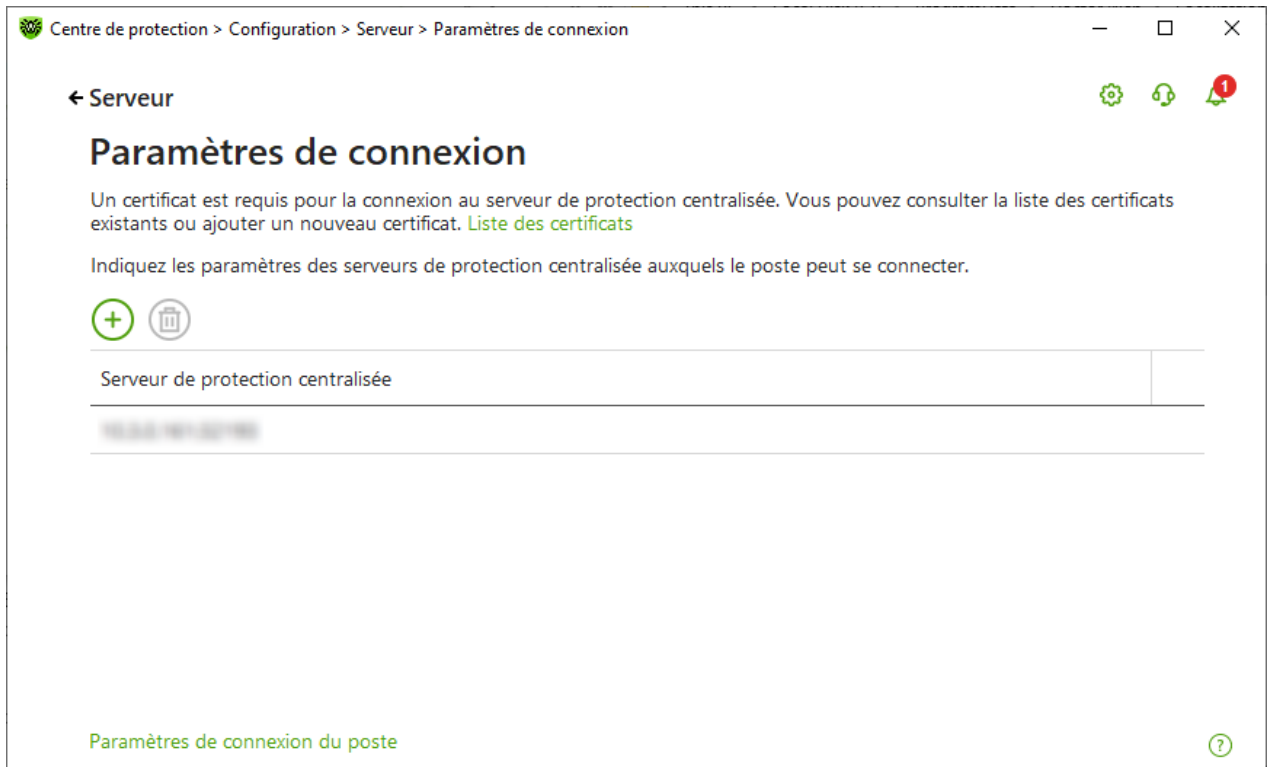 Centre de protection > Configuration > Serveur > Paramètres de connexion
Serveur
1
Paramètres de connexion
Un certificat est requis pour la connexion au serveur de protection centralisée. Vous pouvez consulter la liste des certificats
existants ou ajouter un nouveau certificat. Liste des certificats
Indiquez les paramètres des serveurs de protection centralisée auxquels le poste peut se connecter.
Serveur de protection centralisée
Paramètres de connexion du poste
?